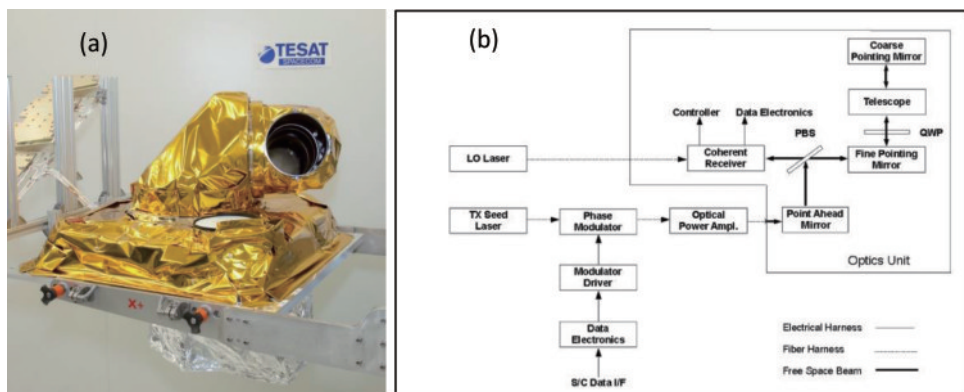 (a)
TESAT
SPACECOM
X+
(b)
Coarse
Pointing Mirror
Telescope
Controller
Data Electronics
PBS
QWP
LO Laser
Coherent
Receiver
Fine Pointing
Mirror
TX Seed
Laser
Phase
Modulator
Optical
Power Ampl.
Point Ahead
Mirror
Optics Unit
Modulator
Driver
Data
Electronics
S/C Data I/F
Electrical Harness
Fiber Harness
Free Space Beam